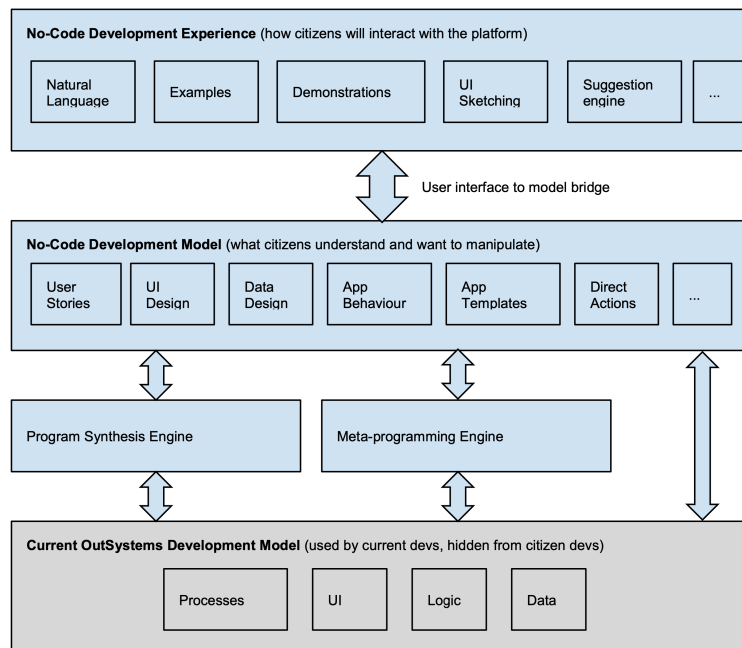 No-Code Development Experience (how citizens will interact with the platform)
Natural
Language
Examples
Demonstrations
UI
Sketching
Suggestion
engine
...
User interface to model bridge
No-Code Development Model (what citizens understand and want to manipulate)
User
Stories
UI
Design
Data
Design
App
Behaviour
App
Templates
Direct
Actions
...
Program Synthesis Engine
Meta-programming Engine
Current OutSystems Development Model (used by current devs, hidden from citizen devs)
Processes
UI
Logic
Data